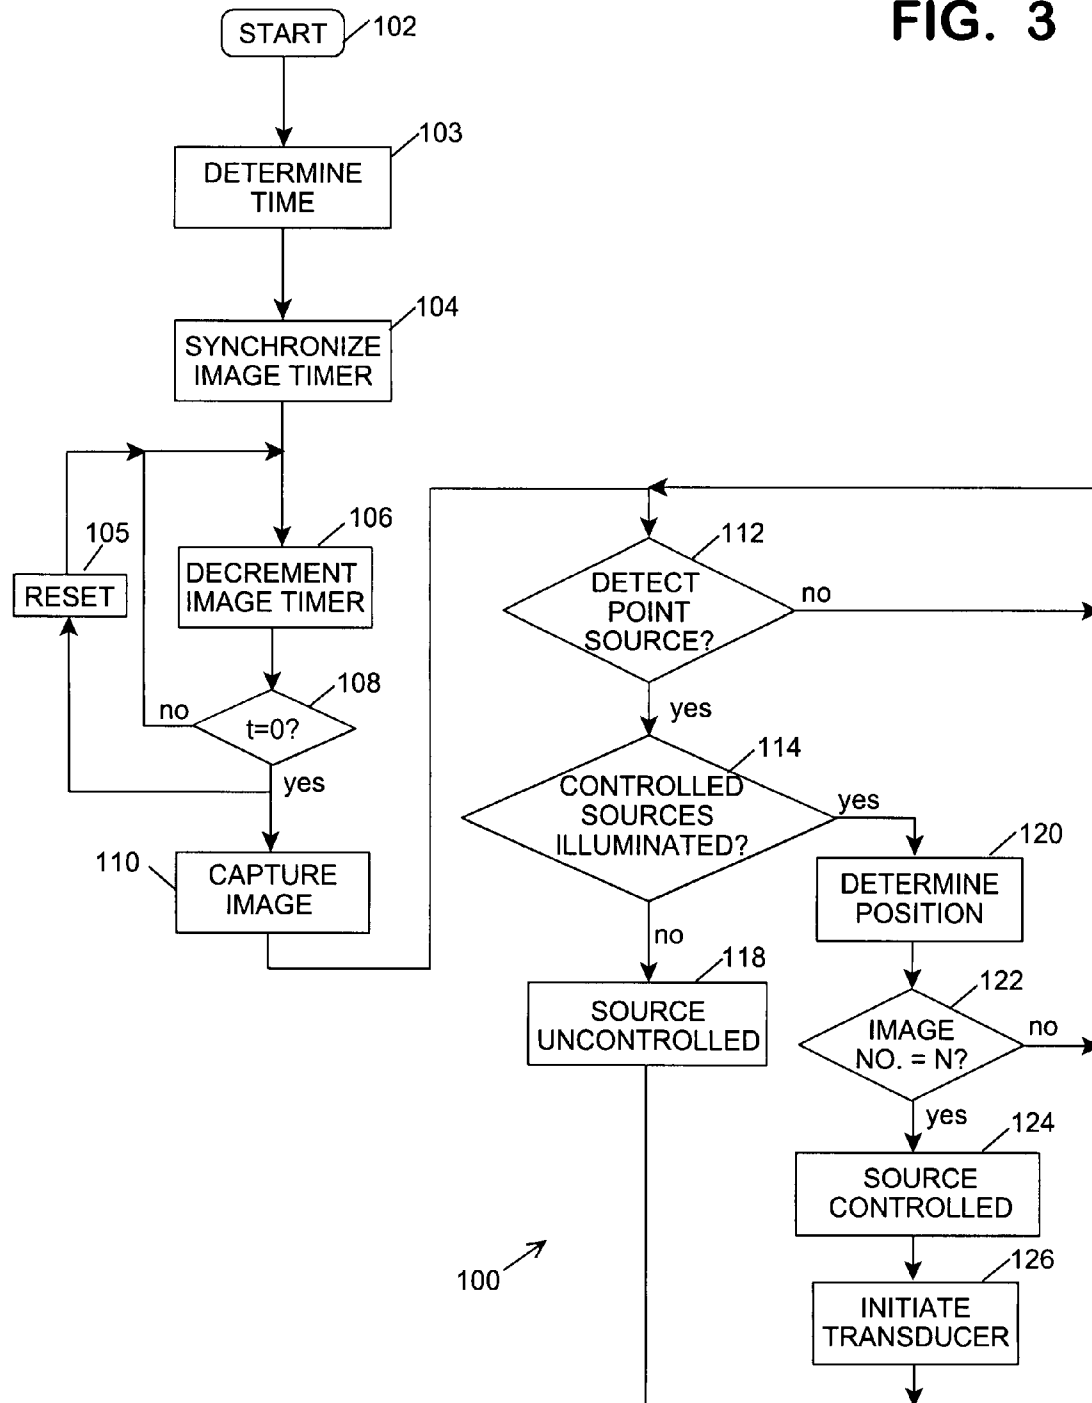 FIG. 3
START
102
103
DETERMINE
TIME
104
SYNCHRONIZE
IMAGE TIMER
105
RESET
106
DECREMENT
IMAGE TIMER
108
no
t=0?
yes
110
CAPTURE
IMAGE
112
DETECT
POINT
SOURCE?
no
yes
114
CONTROLLED
SOURCES
ILLUMINATED?
yes
no
118
SOURCE
UNCONTROLLED
120
DETERMINE
POSITION
122
IMAGE
NO. = N?
no
yes
124
SOURCE
CONTROLLED
126
INITIATE
TRANSDUCER
100